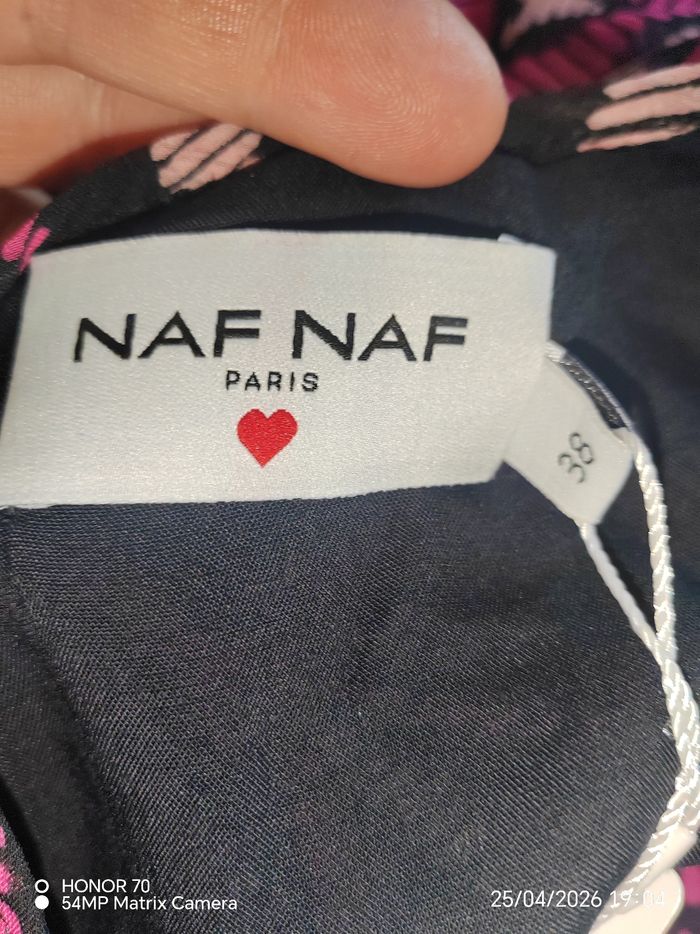 NAF NAF
PARIS
38
HONOR 70
54MP Matrix Camera
25/04/2026 19:04